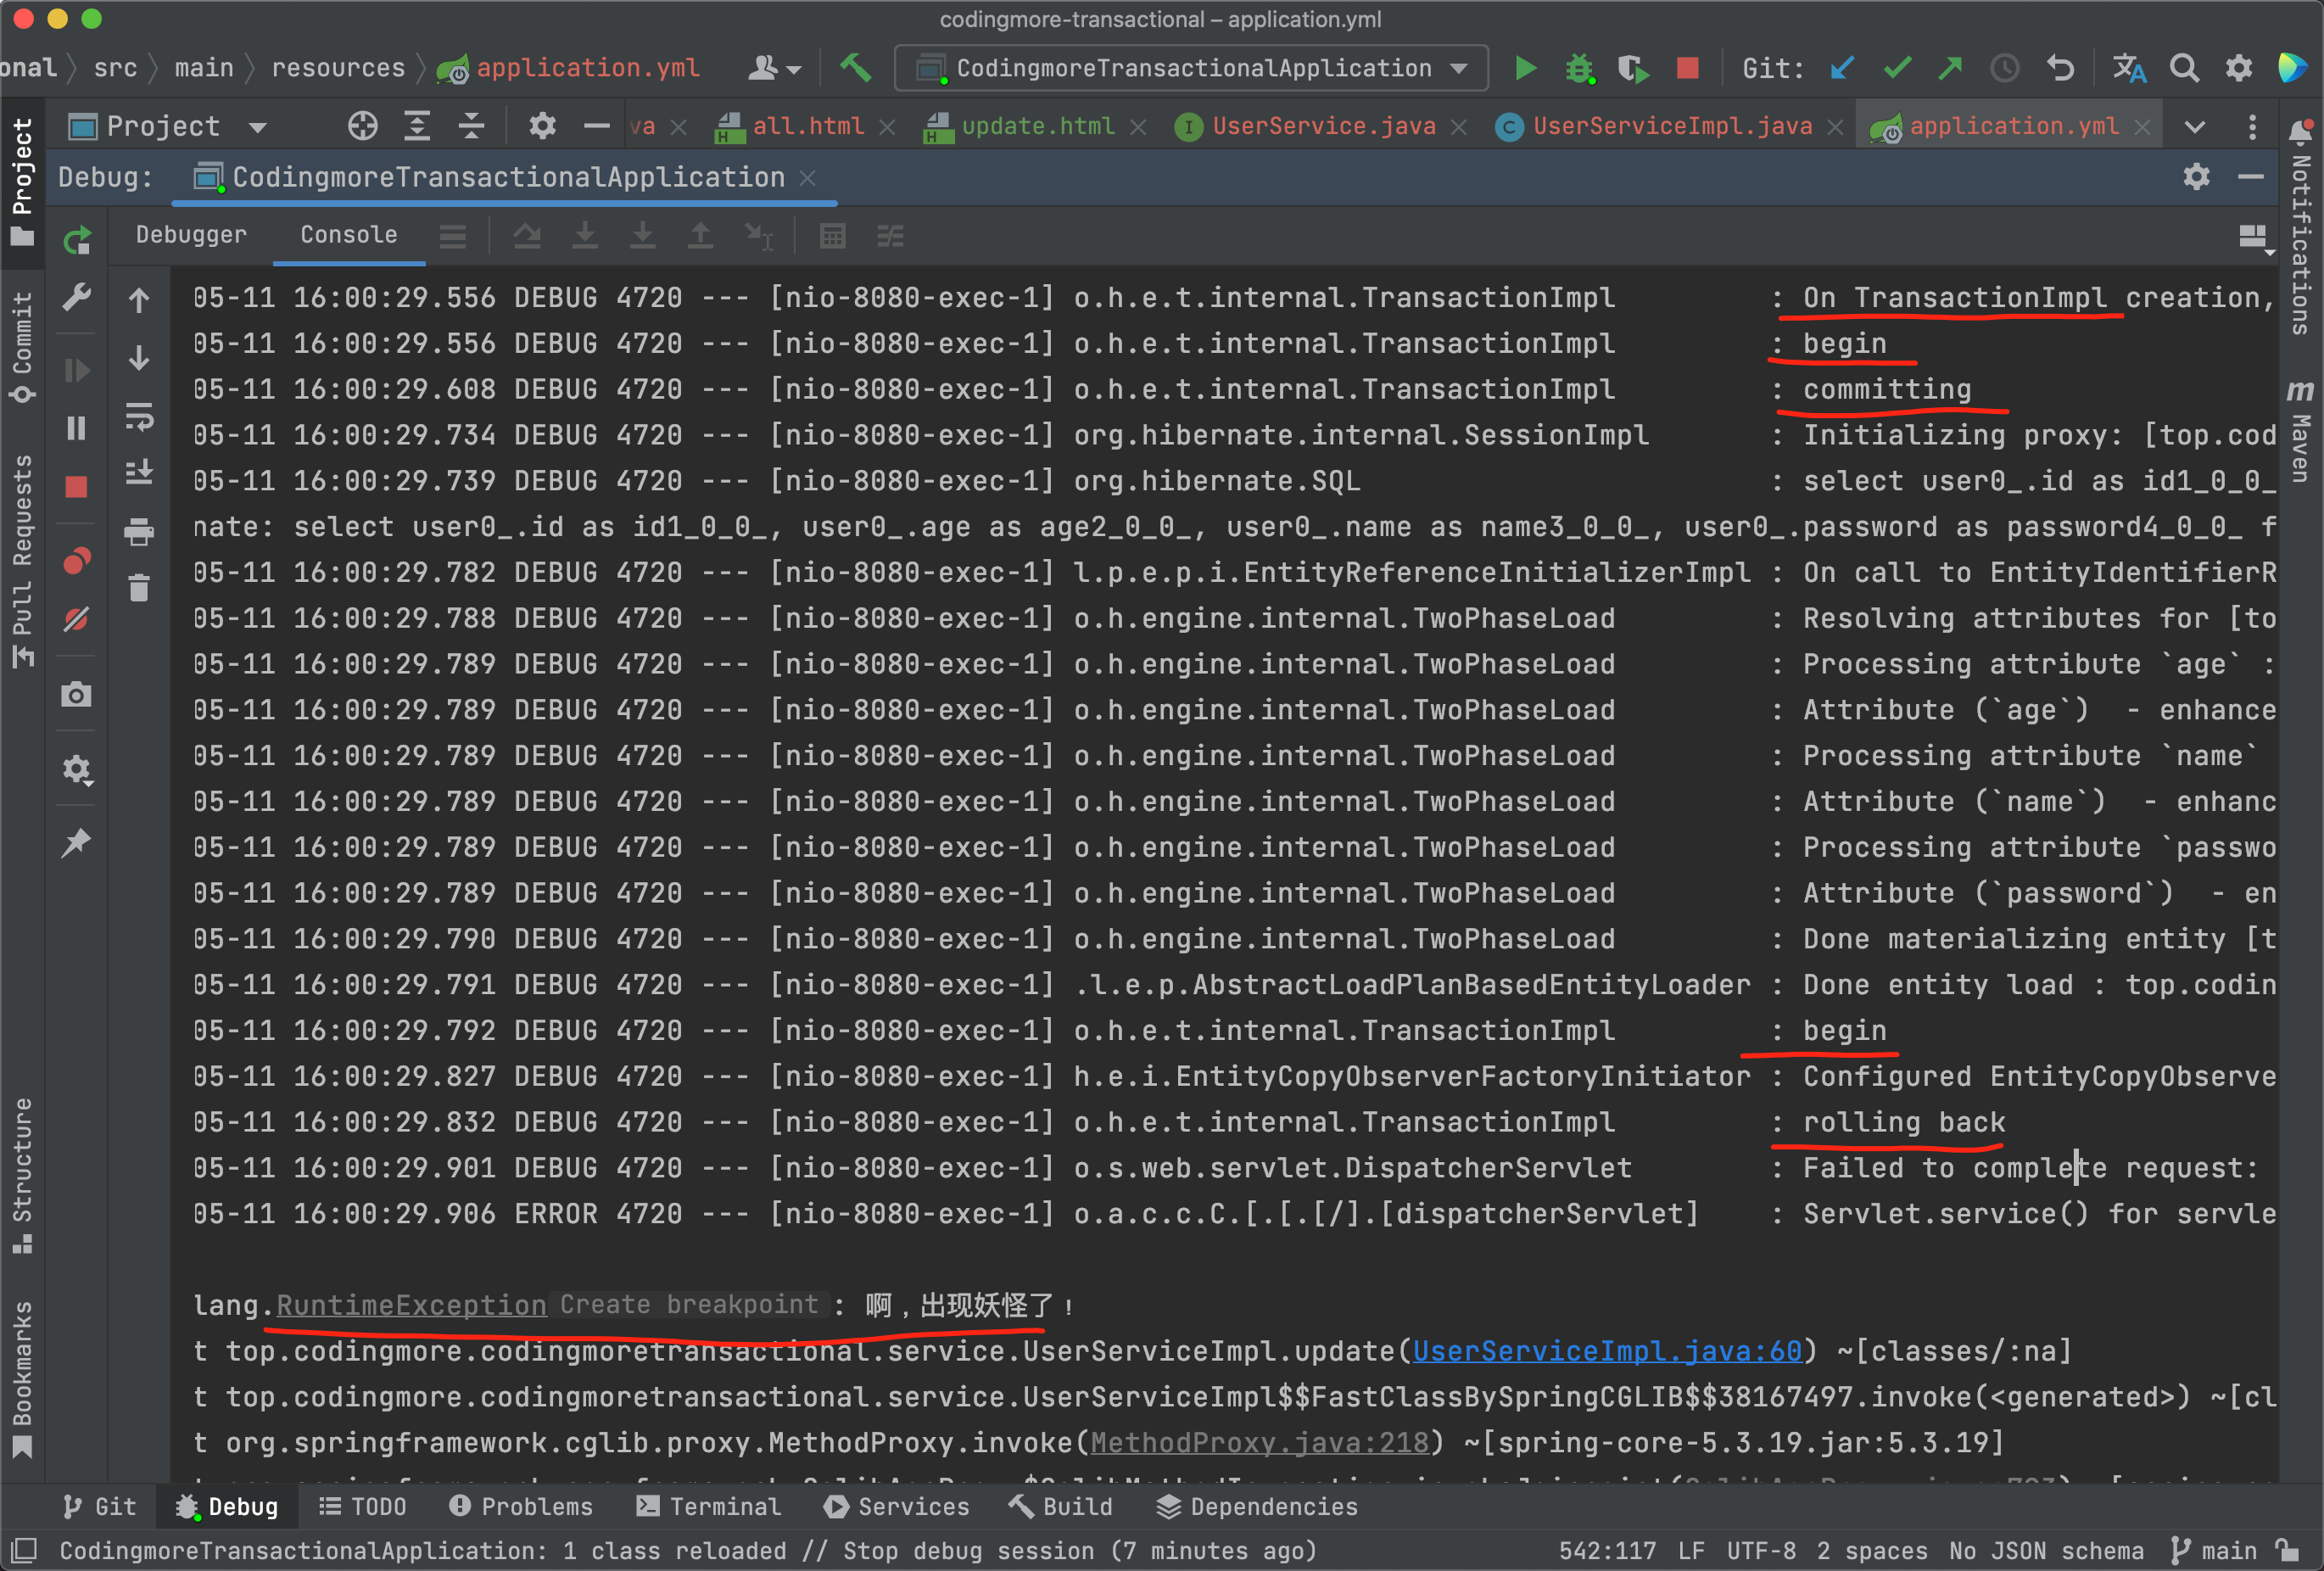 codingmore-transactional – application.yml
onal src main resources application.yml CodingmoreTransactionalApplication Git:
Project va all.html update.html UserService.java UserServiceImpl.java application.yml
Debug: CodingmoreTransactionalApplication
Debugger Console
05-11 16:00:29.556 DEBUG 4720 --- [nio-8080-exec-1] o.h.e.t.internal.TransactionImpl : On TransactionImpl creation,
05-11 16:00:29.556 DEBUG 4720 --- [nio-8080-exec-1] o.h.e.t.internal.TransactionImpl : begin
05-11 16:00:29.608 DEBUG 4720 --- [nio-8080-exec-1] o.h.e.t.internal.TransactionImpl : committing
05-11 16:00:29.734 DEBUG 4720 --- [nio-8080-exec-1] org.hibernate.internal.SessionImpl : Initializing proxy: [top.cod
05-11 16:00:29.739 DEBUG 4720 --- [nio-8080-exec-1] org.hibernate.SQL : select user0_.id as id1_0_0_
nate: select user0_.id as id1_0_0_, user0_.age as age2_0_0_, user0_.name as name3_0_0_, user0_.password as password4_0_0_ f
05-11 16:00:29.782 DEBUG 4720 --- [nio-8080-exec-1] l.p.e.p.i.EntityReferenceInitializerImpl : On call to EntityIdentifierR
05-11 16:00:29.788 DEBUG 4720 --- [nio-8080-exec-1] o.h.engine.internal.TwoPhaseLoad : Resolving attributes for [to
05-11 16:00:29.789 DEBUG 4720 --- [nio-8080-exec-1] o.h.engine.internal.TwoPhaseLoad : Processing attribute `age` :
05-11 16:00:29.789 DEBUG 4720 --- [nio-8080-exec-1] o.h.engine.internal.TwoPhaseLoad : Attribute (`age`) - enhance
05-11 16:00:29.789 DEBUG 4720 --- [nio-8080-exec-1] o.h.engine.internal.TwoPhaseLoad : Processing attribute `name`
05-11 16:00:29.789 DEBUG 4720 --- [nio-8080-exec-1] o.h.engine.internal.TwoPhaseLoad : Attribute (`name`) - enhanc
05-11 16:00:29.789 DEBUG 4720 --- [nio-8080-exec-1] o.h.engine.internal.TwoPhaseLoad : Processing attribute `passwo
05-11 16:00:29.789 DEBUG 4720 --- [nio-8080-exec-1] o.h.engine.internal.TwoPhaseLoad : Attribute (`password`) - en
05-11 16:00:29.790 DEBUG 4720 --- [nio-8080-exec-1] o.h.engine.internal.TwoPhaseLoad : Done materializing entity [t
05-11 16:00:29.791 DEBUG 4720 --- [nio-8080-exec-1] .l.e.p.AbstractLoadPlanBasedEntityLoader : Done entity load : top.codin
05-11 16:00:29.792 DEBUG 4720 --- [nio-8080-exec-1] o.h.e.t.internal.TransactionImpl : begin
05-11 16:00:29.827 DEBUG 4720 --- [nio-8080-exec-1] h.e.i.EntityCopyObserverFactoryInitiator : Configured EntityCopyObserve
05-11 16:00:29.832 DEBUG 4720 --- [nio-8080-exec-1] o.h.e.t.internal.TransactionImpl : rolling back
05-11 16:00:29.901 DEBUG 4720 --- [nio-8080-exec-1] o.s.web.servlet.DispatcherServlet : Failed to complete request:
05-11 16:00:29.906 ERROR 4720 --- [nio-8080-exec-1] o.a.c.c.C.[.[.[/].[dispatcherServlet] : Servlet.service() for servle
lang.RuntimeException Create breakpoint : 啊，出现妖怪了！
t top.codingmore.codingmoretransactional.service.UserServiceImpl.update(UserServiceImpl.java:60) ~[classes/:na]
t top.codingmore.codingmoretransactional.service.UserServiceImpl$$FastClassBySpringCGLIB$$38167497.invoke(<generated>) ~[cl
t org.springframework.cglib.proxy.MethodProxy.invoke(MethodProxy.java:218) ~[spring-core-5.3.19.jar:5.3.19]
Project
Commit
Pull Requests
Structure
Bookmarks
Notifications
m Maven
Git Debug TODO Problems Terminal Services Build Dependencies
CodingmoreTransactionalApplication: 1 class reloaded // Stop debug session (7 minutes ago) 542:117 LF UTF-8 2 spaces No JSON schema main